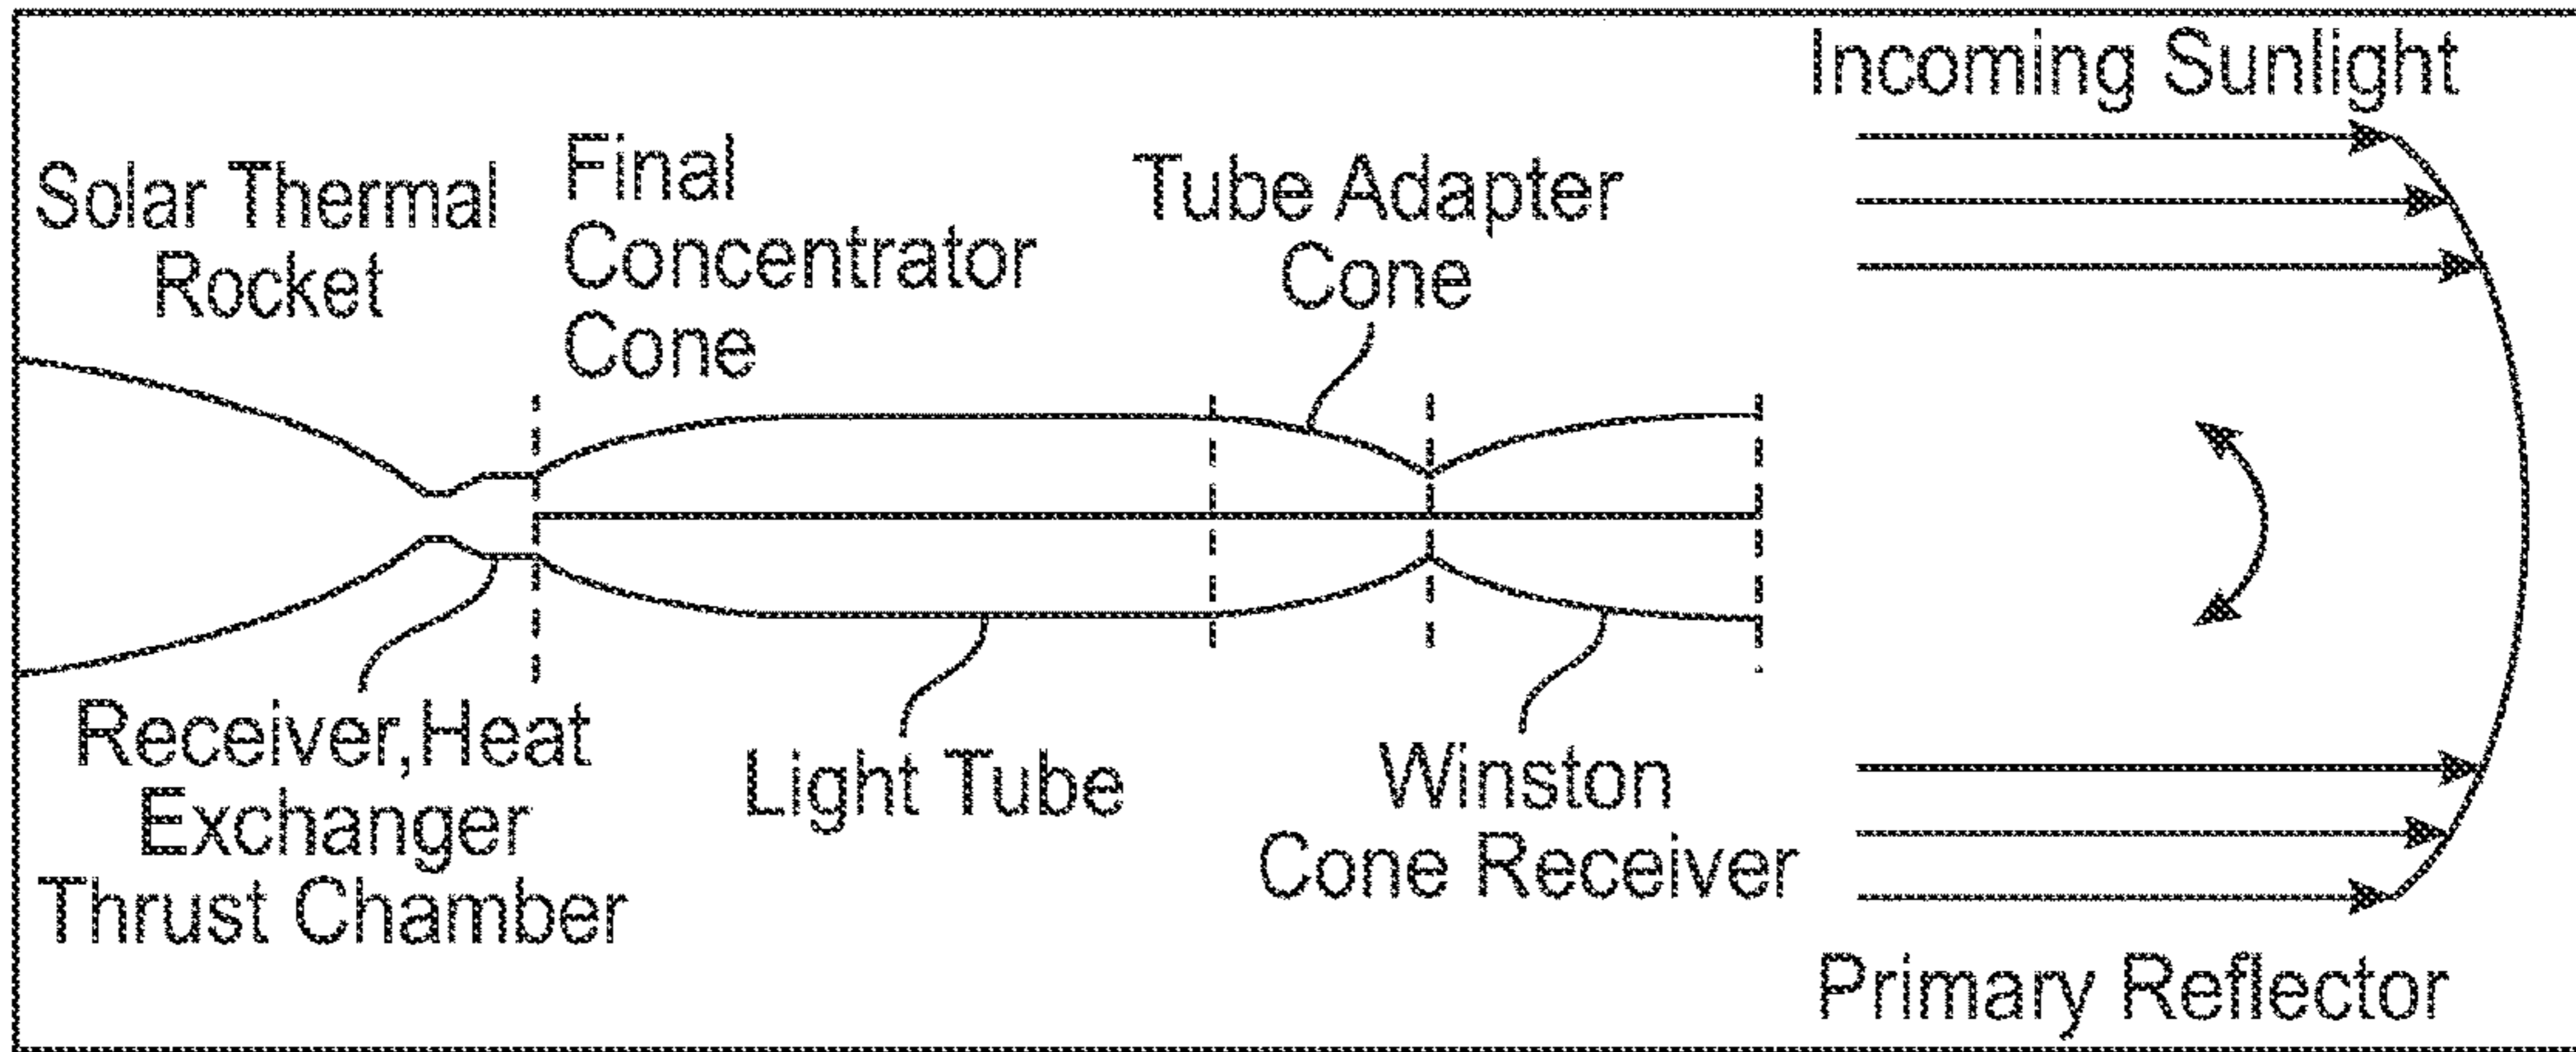 Incoming Sunlight
Solar Thermal
Rocket
Final
Concentrator
Cone
Tube Adapter
Cone
Receiver,Heat
Exchanger
Thrust Chamber
Light Tube
Winston
Cone Receiver
Primary Reflector